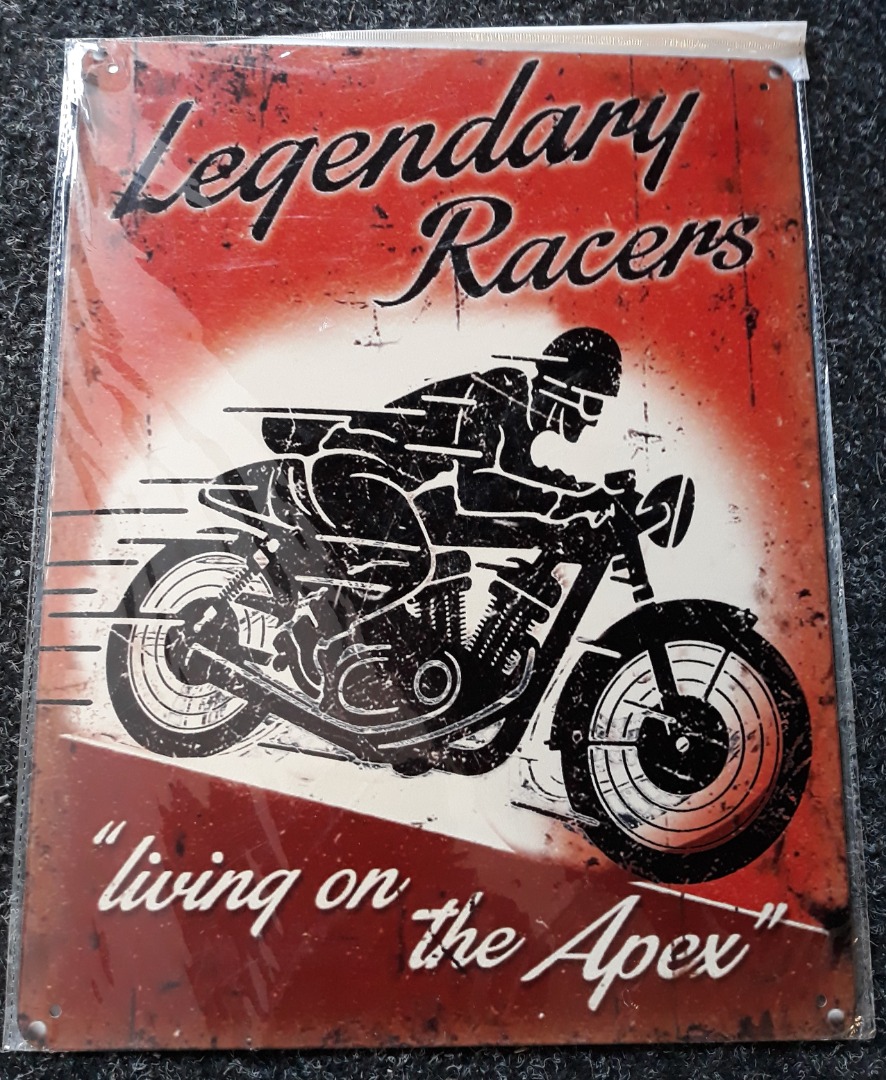 Legendary
Racers
"living on
the Apex"